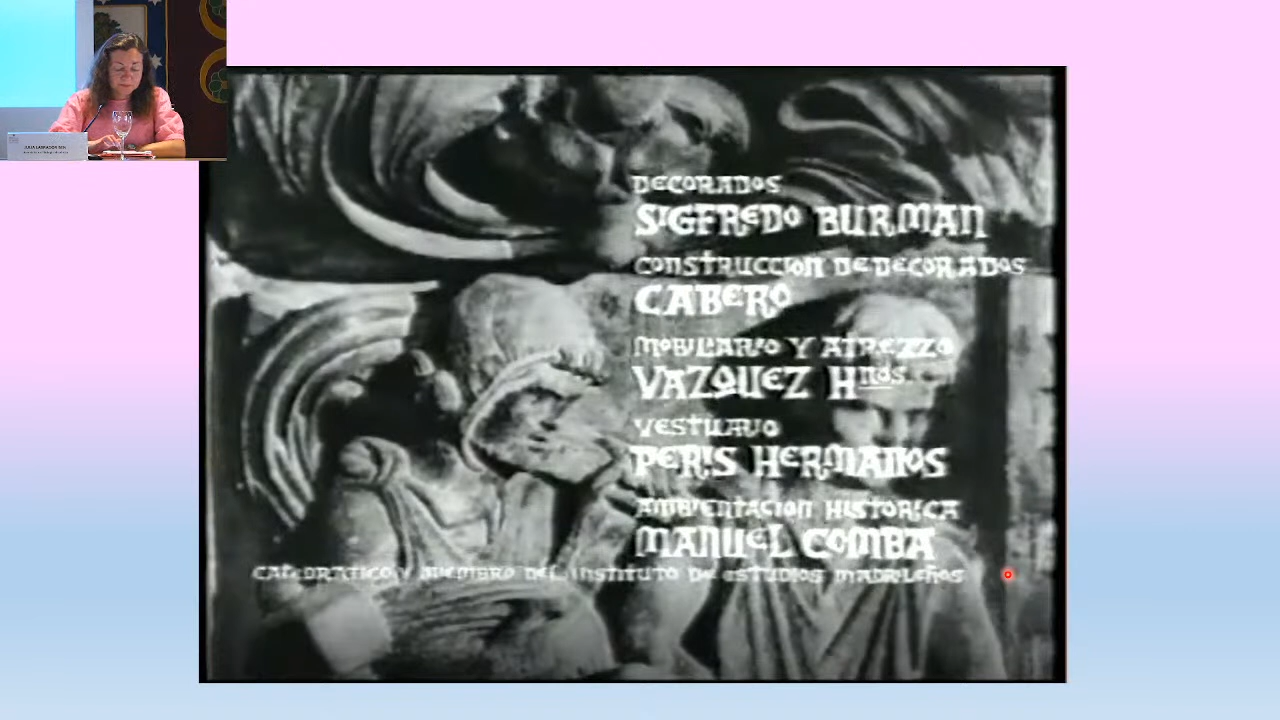 DECORADOS
SIGFREDO BURMAN
CONSTRUCCION DE DECORADOS
CABERO
MOBILIARIO Y ATREZZO
VAZQUEZ Hnos
VESTUARIO
PERIS HERMANOS
AMBIENTACION HISTORICA
MANUEL COMBA
CATEDRATICO Y MIEMBRO DEL INSTITUTO DE ESTUDIOS MADRILEÑOS